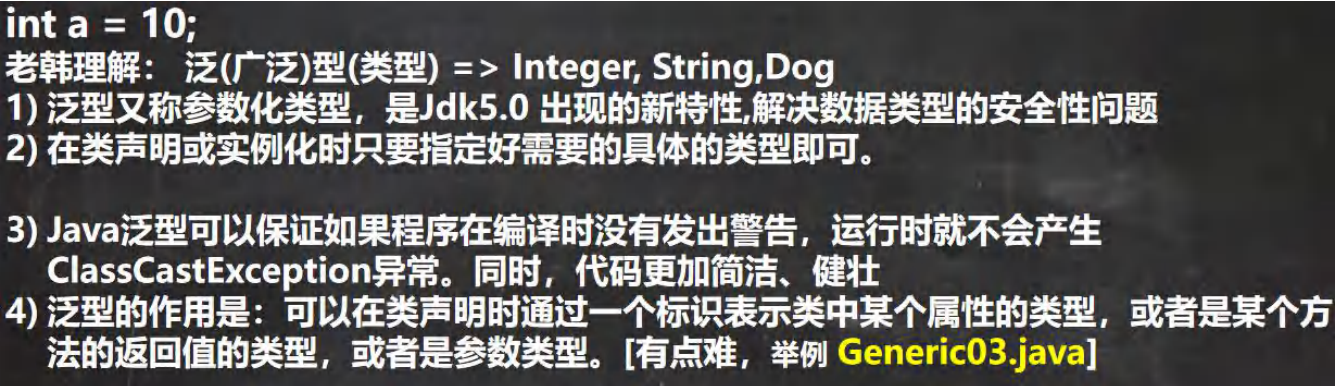 int a = 10;
老韩理解： 泛(广泛)型(类型) => Integer, String,Dog
1) 泛型又称参数化类型，是Jdk5.0 出现的新特性,解决数据类型的安全性问题
2) 在类声明或实例化时只要指定好需要的具体的类型即可。
3) Java泛型可以保证如果程序在编译时没有发出警告，运行时就不会产生
ClassCastException异常。同时，代码更加简洁、健壮
4) 泛型的作用是：可以在类声明时通过一个标识表示类中某个属性的类型，或者是某个方
法的返回值的类型，或者是参数类型。[有点难，举例 Generic03.java]